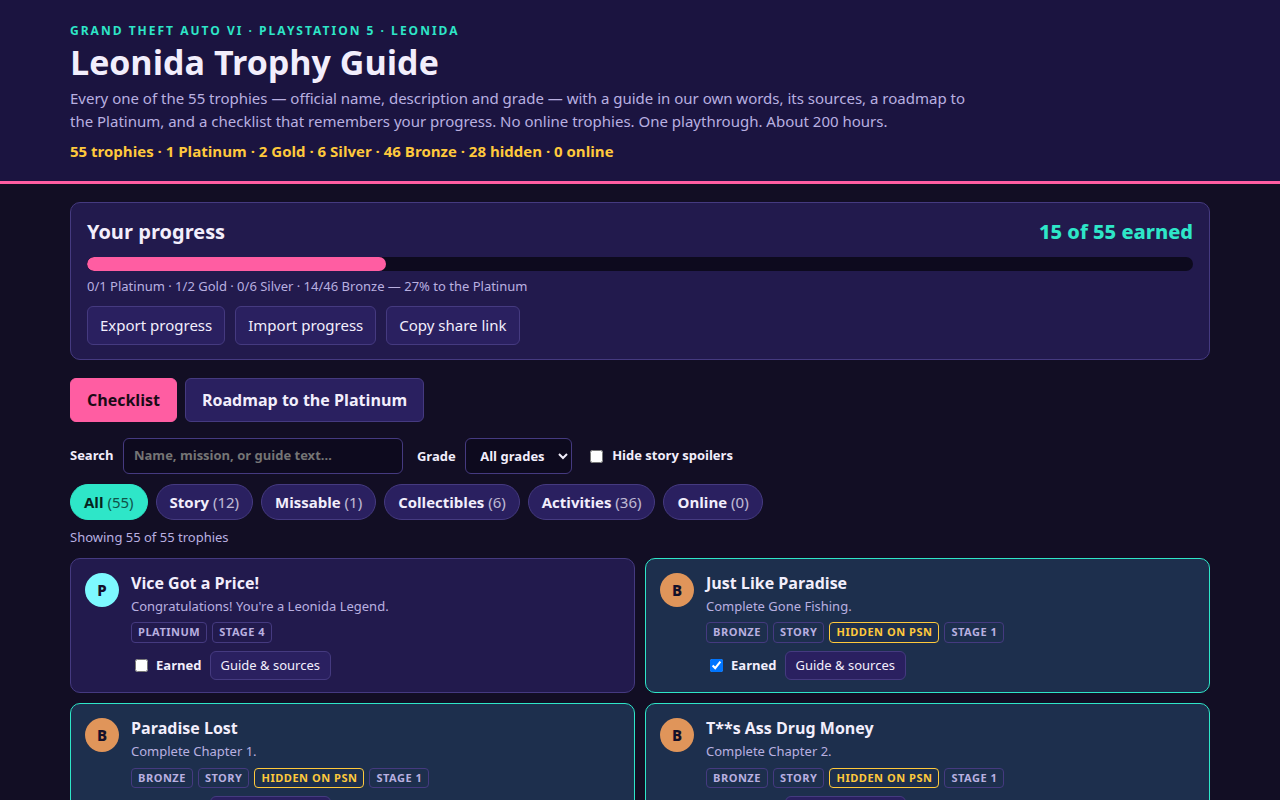 GRAND THEFT AUTO VI · PLAYSTATION 5 · LEONIDA
Leonida Trophy Guide
Every one of the 55 trophies — official name, description and grade — with a guide in our own words, its sources, a roadmap to
the Platinum, and a checklist that remembers your progress. No online trophies. One playthrough. About 200 hours.
55 trophies · 1 Platinum · 2 Gold · 6 Silver · 46 Bronze · 28 hidden · 0 online
Your progress
15 of 55 earned
0/1 Platinum · 1/2 Gold · 0/6 Silver · 14/46 Bronze — 27% to the Platinum
Export progress
Import progress
Copy share link
Checklist
Roadmap to the Platinum
Search
Name, mission, or guide text...
Grade
All grades
Hide story spoilers
All (55)
Story (12)
Missable (1)
Collectibles (6)
Activities (36)
Online (0)
Showing 55 of 55 trophies
P
Vice Got a Price!
Congratulations! You're a Leonida Legend.
PLATINUM
STAGE 4
Earned
Guide & sources
B
Just Like Paradise
Complete Gone Fishing.
BRONZE
STORY
HIDDEN ON PSN
STAGE 1
Earned
Guide & sources
B
Paradise Lost
Complete Chapter 1.
BRONZE
STORY
HIDDEN ON PSN
STAGE 1
B
T**s Ass Drug Money
Complete Chapter 2.
BRONZE
STORY
HIDDEN ON PSN
STAGE 1